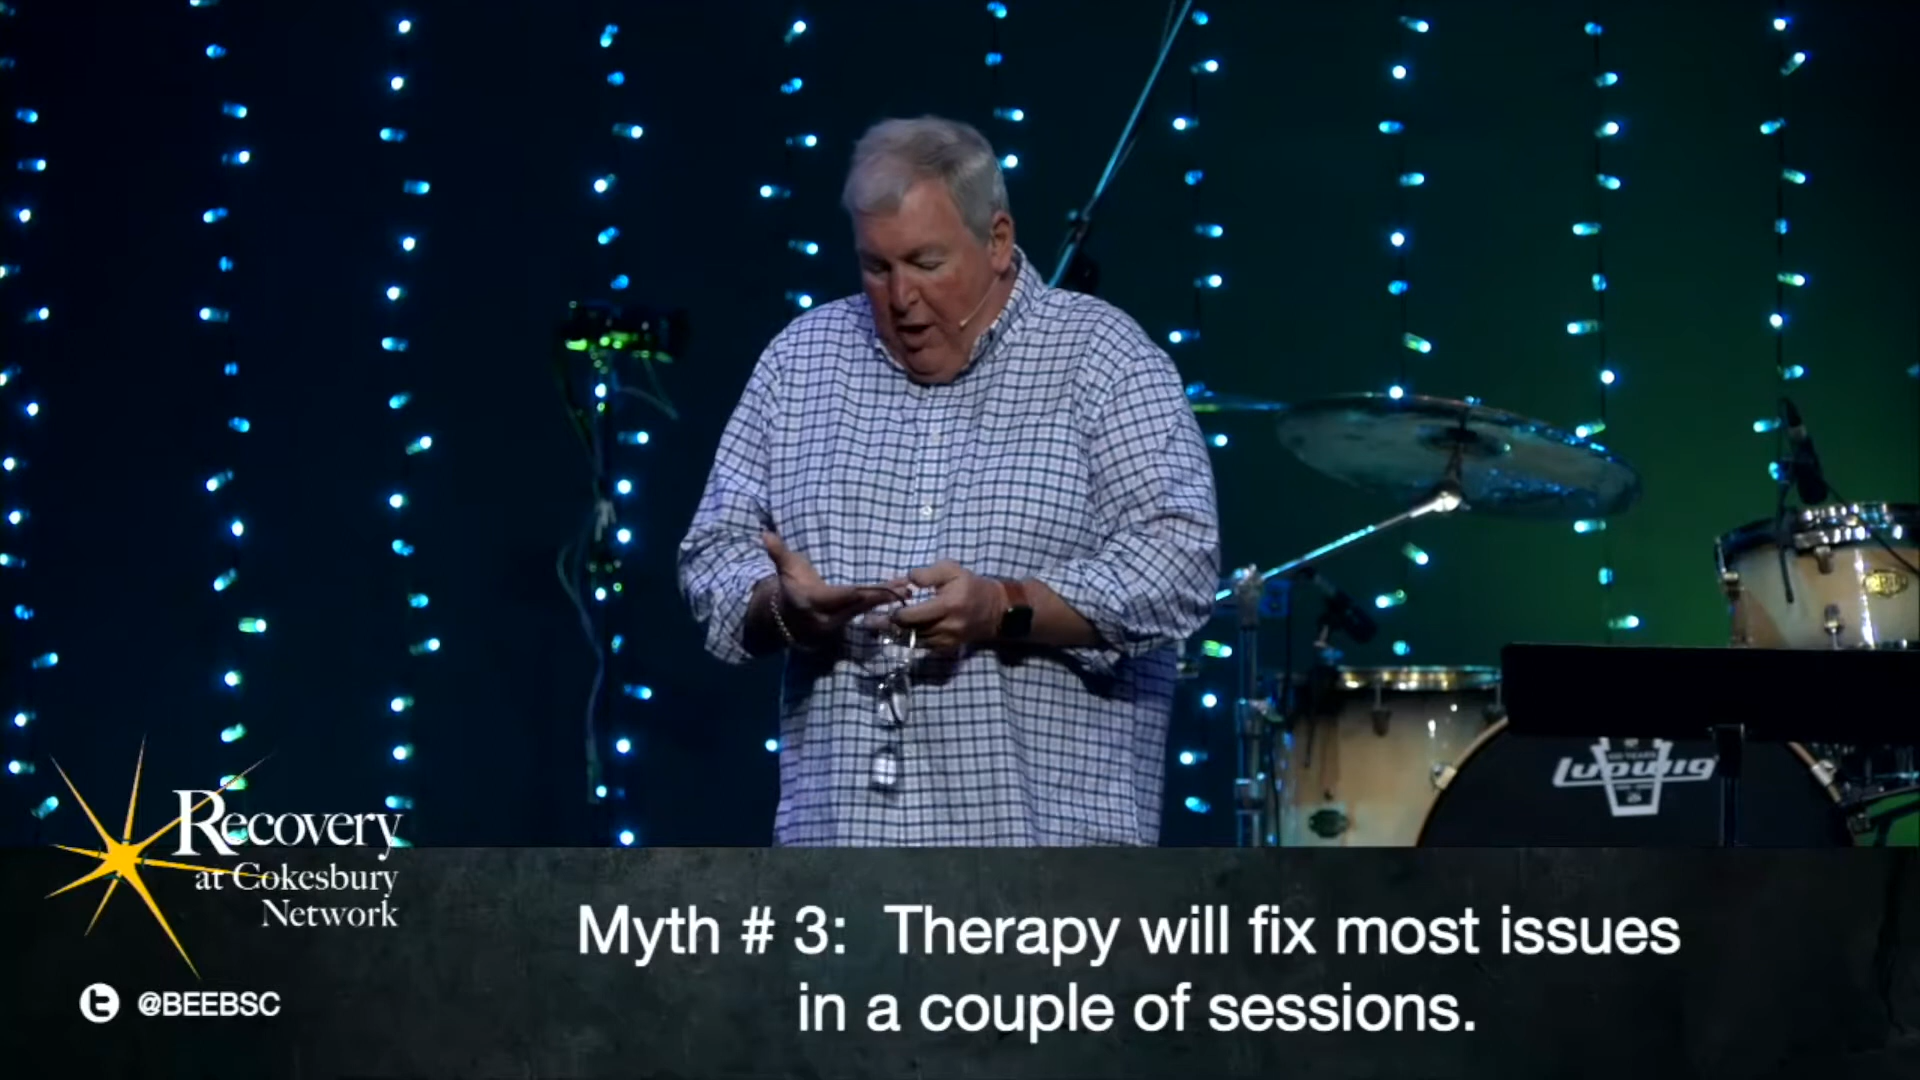 Ludwig
Recovery
at Cokesbury
Network
Myth # 3: Therapy will fix most issues
in a couple of sessions.
@BEEBSC